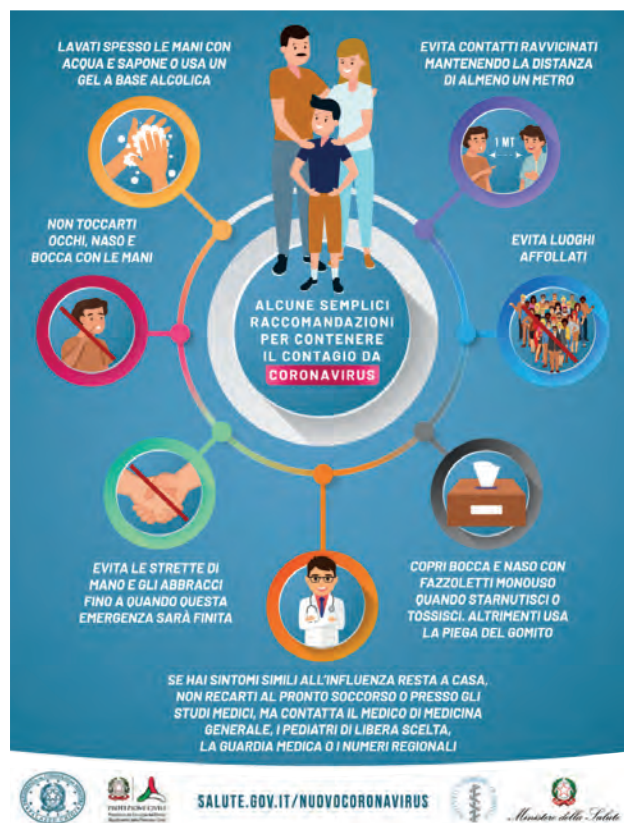 LAVATI SPESSO LE MANI CON
ACQUA E SAPONE O USA UN
GEL A BASE ALCOLICA
EVITA CONTATTI RAVVICINATI
MANTENENDO LA DISTANZA
DI ALMENO UN METRO
1 MT
NON TOCCARTI
OCCHI, NASO E
BOCCA CON LE MANI
EVITA LUOGHI
AFFOLLATI
ALCUNE SEMPLICI
RACCOMANDAZIONI
PER CONTENERE
IL CONTAGIO DA
CORONAVIRUS
EVITA LE STRETTE DI
MANO E GLI ABBRACCI
FINO A QUANDO QUESTA
EMERGENZA SARÀ FINITA
COPRI BOCCA E NASO CON
FAZZOLETTI MONOUSO
QUANDO STARNUTISCI O
TOSSISCI. ALTRIMENTI USA
LA PIEGA DEL GOMITO
SE HAI SINTOMI SIMILI ALL'INFLUENZA RESTA A CASA,
NON RECARTI AL PRONTO SOCCORSO O PRESSO GLI
STUDI MEDICI, MA CONTATTA IL MEDICO DI MEDICINA
GENERALE, I PEDIATRI DI LIBERA SCELTA,
LA GUARDIA MEDICA O I NUMERI REGIONALI
PROTEZIONE CIVILE
SALUTE.GOV.IT/NUOVOCORONAVIRUS
Ministero della Salute